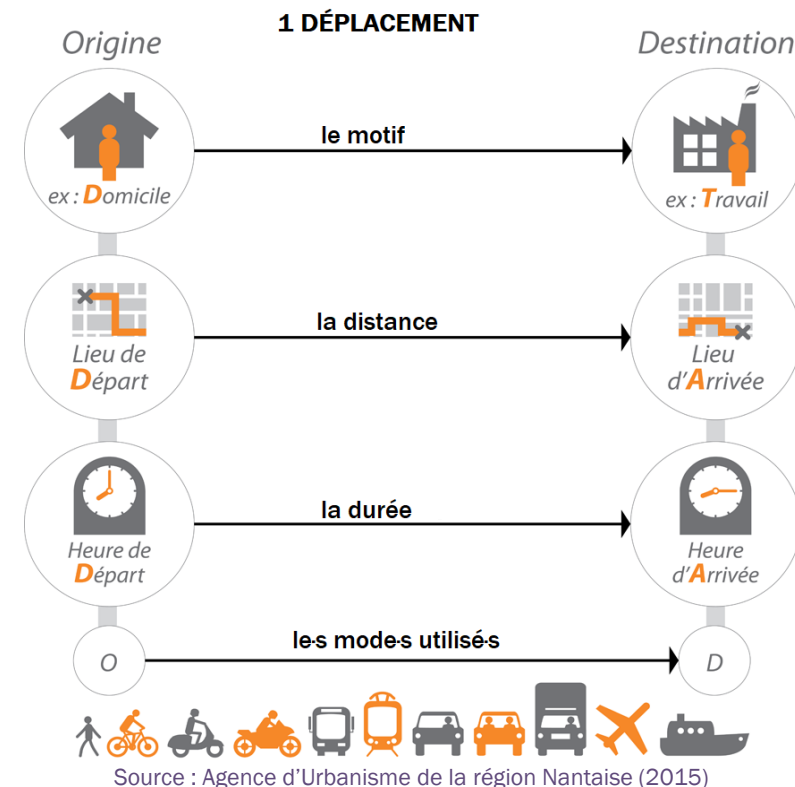 1 DÉPLACEMENT
Origine
Destination
le motif
ex : Domicile
ex : Travail
la distance
Lieu de
Départ
Lieu
d'Arrivée
la durée
Heure de
Départ
Heure
d'Arrivée
le·s mode·s utilisé·s
O
D
Source : Agence d'Urbanisme de la région Nantaise (2015)